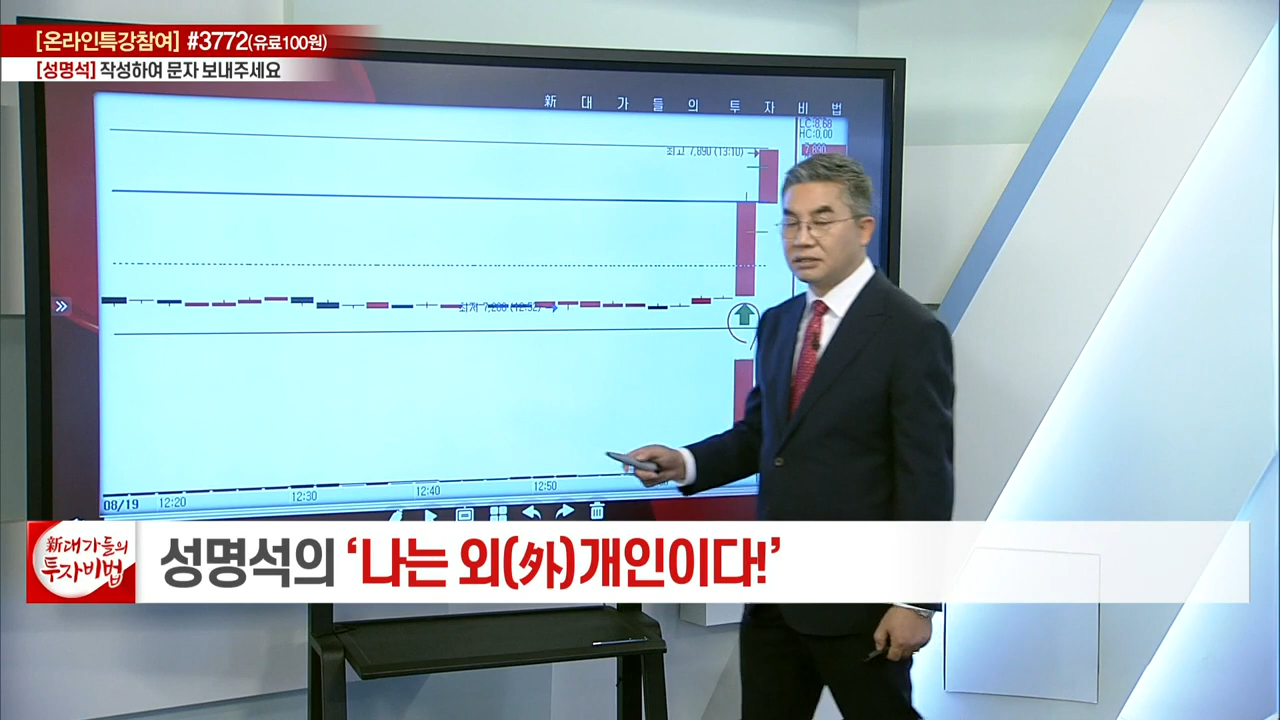 [온라인특강참여] #3772(유료100원)
[성명석] 작성하여 문자 보내주세요
新 대 가 들 의 투 자 비 법
LC:8.68
HC:0.00
최고 7,890 (13:10)
7,890
08/19 12:20 12:30 12:40 12:50
新대가들의
투자비법
성명석의 ‘나는 외(外)개인이다!’